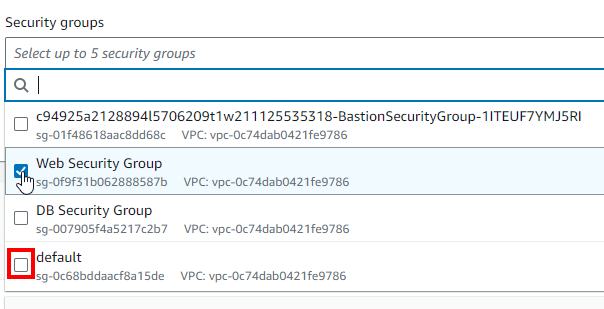 Security groups
Select up to 5 security groups
c94925a2128894l5706209t1w211125535318-BastionSecurityGroup-1ITEUF7YMJ5RI
sg-01f48618aac8dd68c VPC: vpc-0c74dab0421fe9786
Web Security Group
sg-0f9f31b062888587b VPC: vpc-0c74dab0421fe9786
DB Security Group
sg-007905f4a5217c2b7 VPC: vpc-0c74dab0421fe9786
default
sg-0c68bddaacf8a15de VPC: vpc-0c74dab0421fe9786